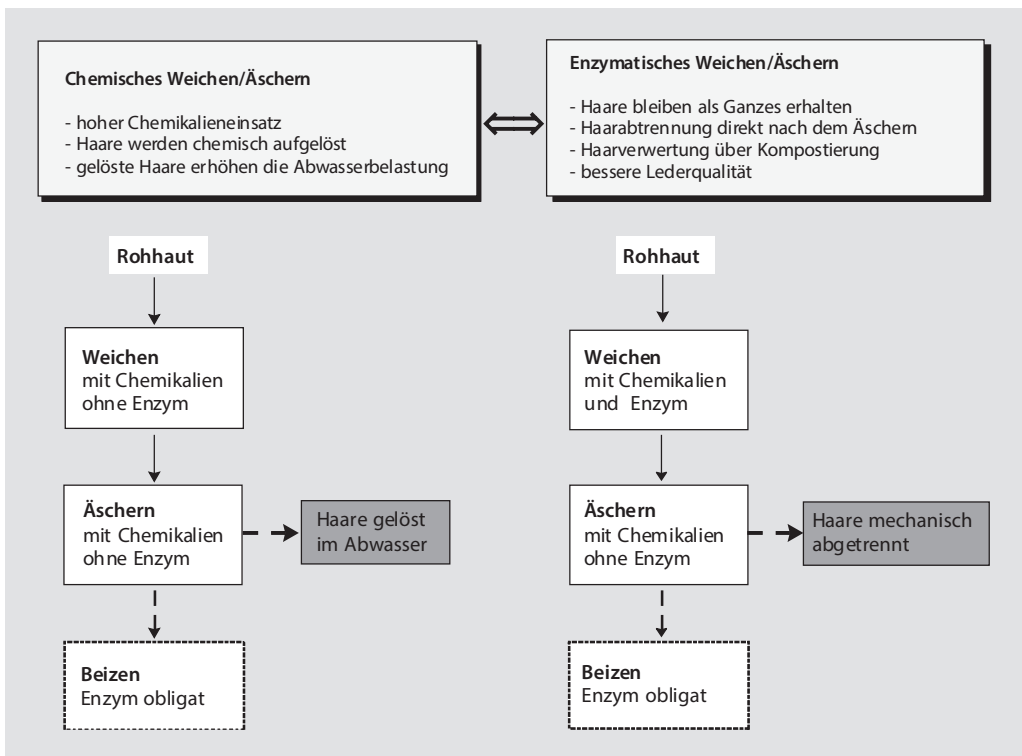 Chemisches Weichen/Äschern
- hoher Chemikalieneinsatz
- Haare werden chemisch aufgelöst
- gelöste Haare erhöhen die Abwasserbelastung
Enzymatisches Weichen/Äschern
- Haare bleiben als Ganzes erhalten
- Haarabtrennung direkt nach dem Äschern
- Haarverwertung über Kompostierung
- bessere Lederqualität
Rohhaut
Weichen
mit Chemikalien
ohne Enzym
Äschern
mit Chemikalien
ohne Enzym
Haare gelöst
im Abwasser
Beizen
Enzym obligat
Rohhaut
Weichen
mit Chemikalien
und Enzym
Äschern
mit Chemikalien
ohne Enzym
Haare mechanisch
abgetrennt
Beizen
Enzym obligat